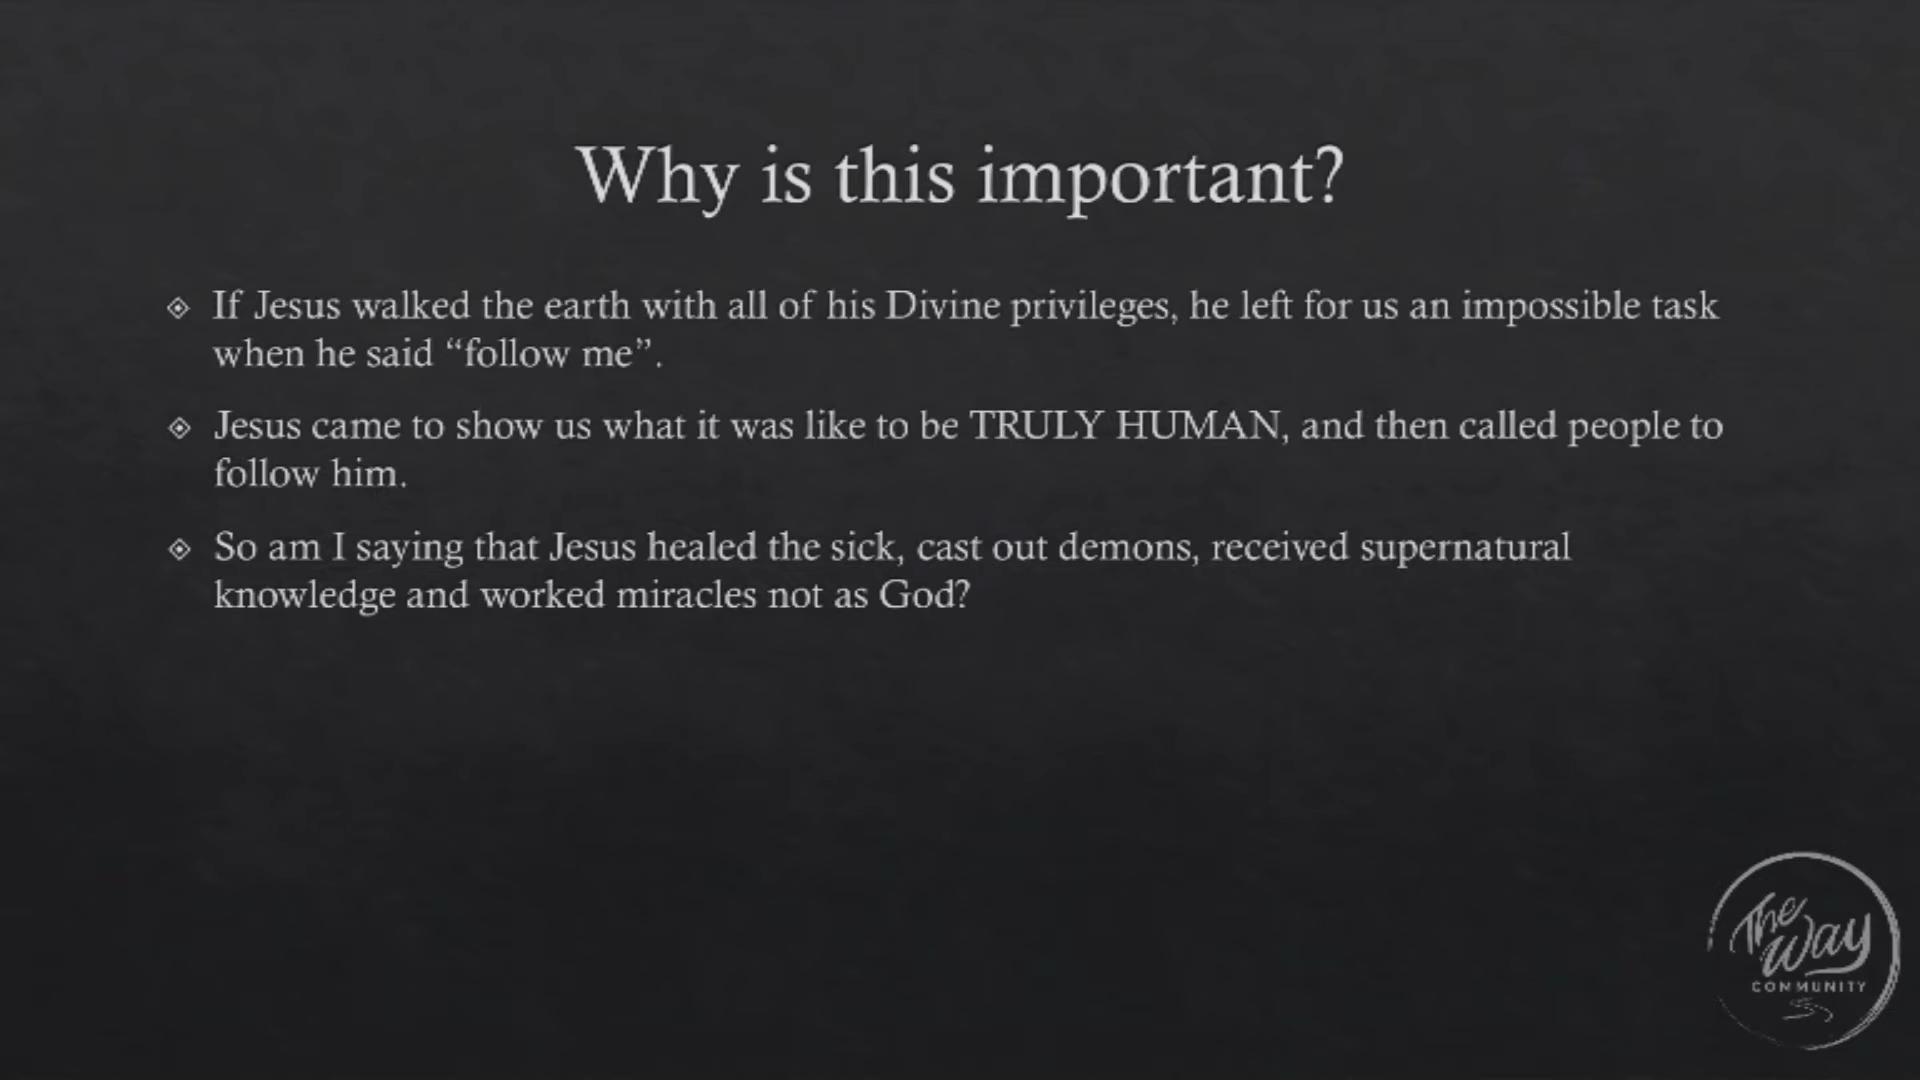 Why is this important?
If Jesus walked the earth with all of his Divine privileges, he left for us an impossible task
when he said “follow me”.
Jesus came to show us what it was like to be TRULY HUMAN, and then called people to
follow him.
So am I saying that Jesus healed the sick, cast out demons, received supernatural
knowledge and worked miracles not as God?
The
Way
COMMUNITY